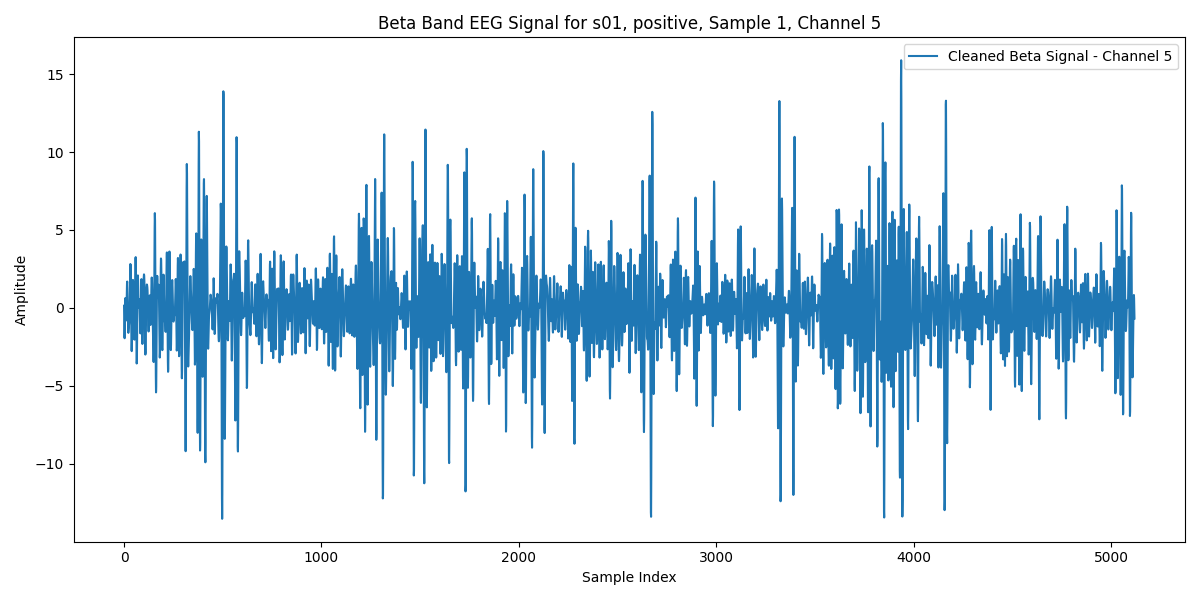 Beta Band EEG Signal for s01, positive, Sample 1, Channel 5
Cleaned Beta Signal - Channel 5
Amplitude
15
10
5
0
−5
−10
0 1000 2000 3000 4000 5000
Sample Index